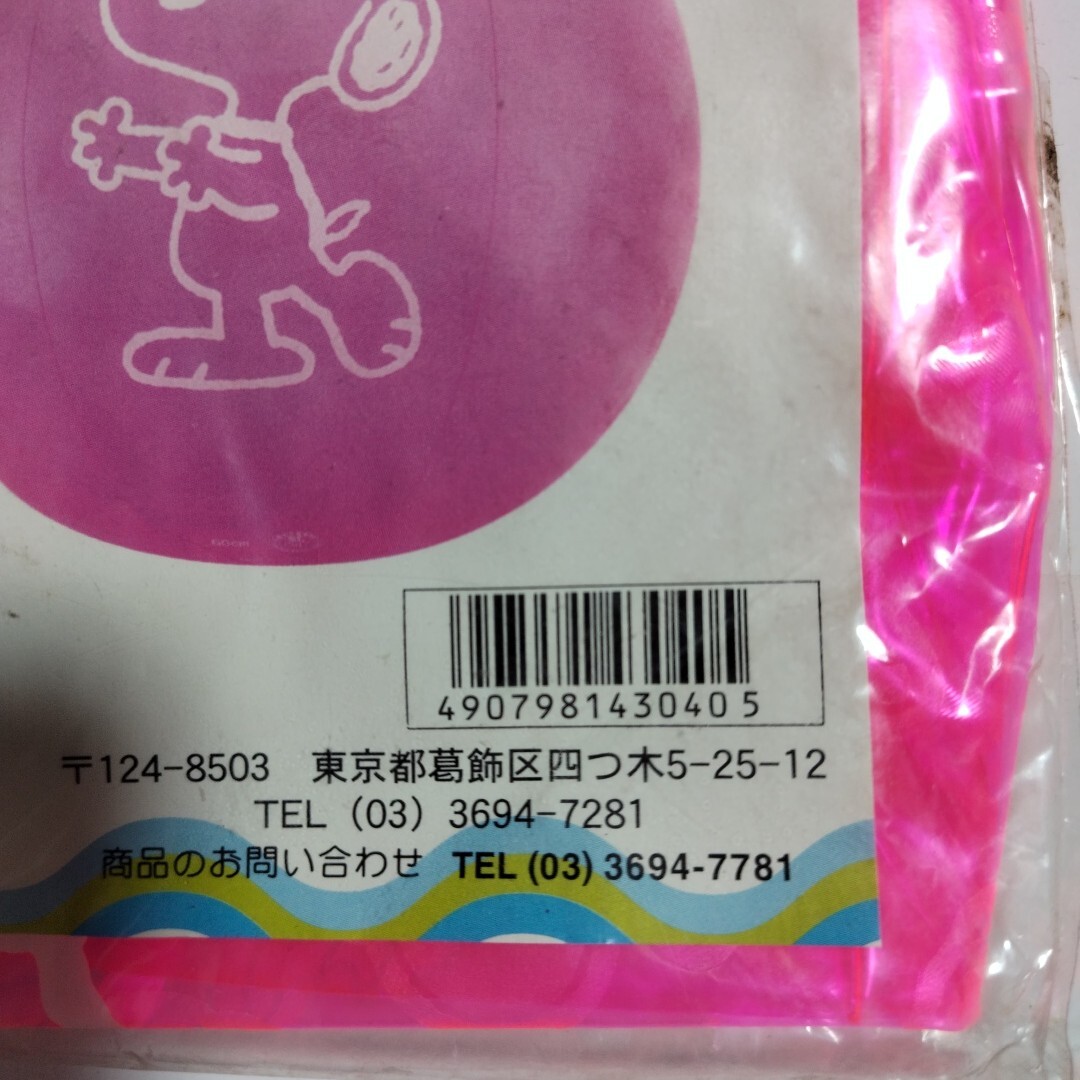 4907981430405
〒124-8503 東京都葛飾区四つ木5-25-12
TEL (03) 3694-7281
商品のお問い合わせ TEL (03) 3694-7781